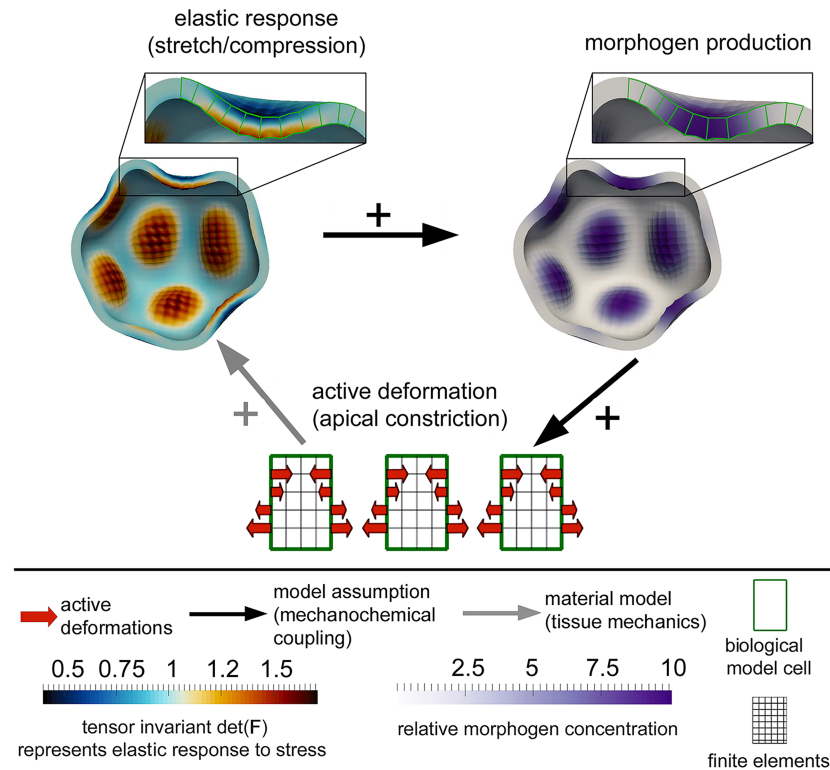 elastic response
(stretch/compression)
morphogen production
+
active deformation
(apical constriction)
+
+
active
deformations
model assumption
(mechanochemical
coupling)
material model
(tissue mechanics)
biological
model cell
0.5 0.75 1 1.2 1.5
tensor invariant det(F)
represents elastic response to stress
2.5 5 7.5 10
relative morphogen concentration
finite elements